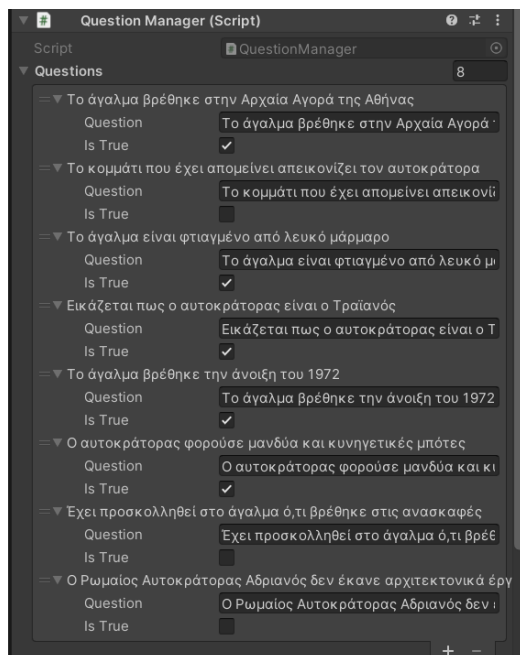 # Question Manager (Script)
Script # QuestionManager
Questions 8
Το άγαλμα βρέθηκε στην Αρχαία Αγορά της Αθήνας
Question Το άγαλμα βρέθηκε στην Αρχαία Αγορά
Is True
Το κομμάτι που έχει απομείνει απεικονίζει τον αυτοκράτορα
Question Το κομμάτι που έχει απομείνει απεικονίζ
Is True
Το άγαλμα είναι φτιαγμένο από λευκό μάρμαρο
Question Το άγαλμα είναι φτιαγμένο από λευκό μ
Is True
Εικάζεται πως ο αυτοκράτορας είναι ο Τραϊανός
Question Εικάζεται πως ο αυτοκράτορας είναι ο Τ
Is True
Το άγαλμα βρέθηκε την άνοιξη του 1972
Question Το άγαλμα βρέθηκε την άνοιξη του 1972
Is True
Ο αυτοκράτορας φορούσε μανδύα και κυνηγετικές μπότες
Question Ο αυτοκράτορας φορούσε μανδύα και κι
Is True
Έχει προσκολληθεί στο άγαλμα ό,τι βρέθηκε στις ανασκαφές
Question Έχει προσκολληθεί στο άγαλμα ό,τι βρέθ
Is True
Ο Ρωμαίος Αυτοκράτορας Αδριανός δεν έκανε αρχιτεκτονικά έργ
Question Ο Ρωμαίος Αυτοκράτορας Αδριανός δεν
Is True